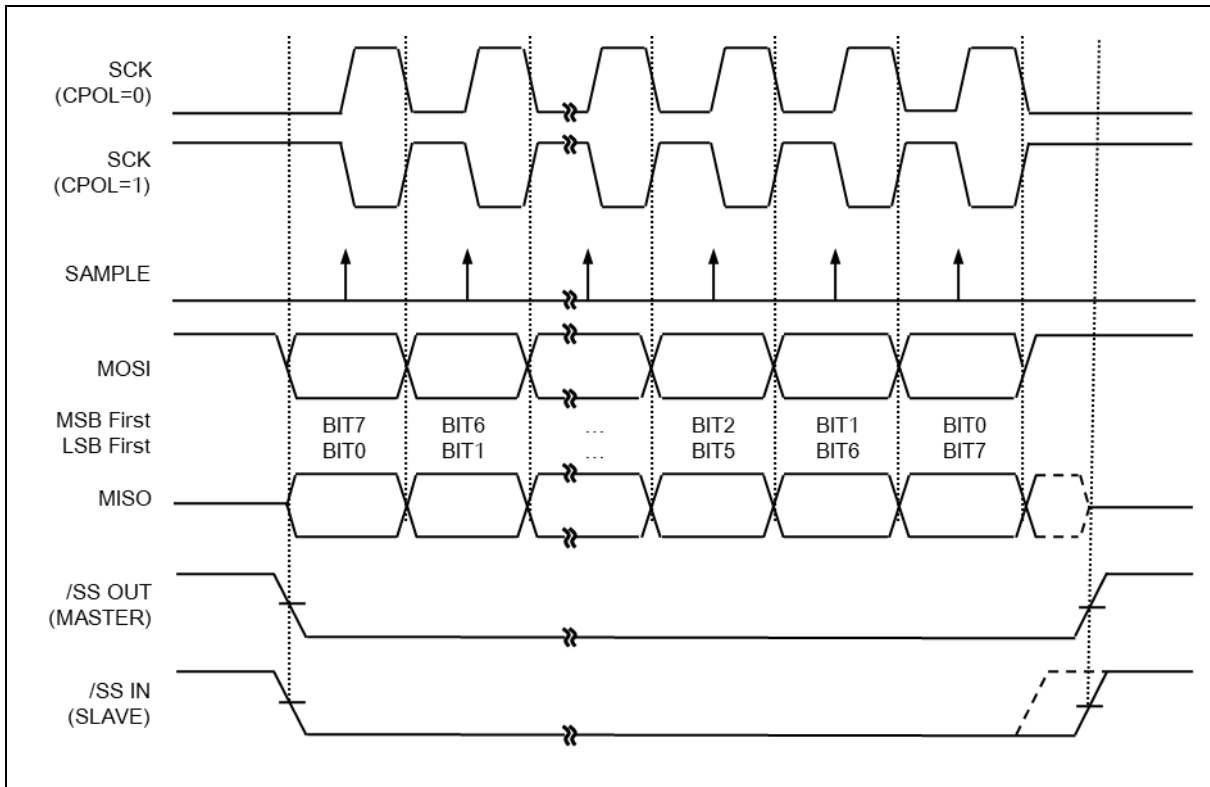 SCK
(CPOL=0)
SCK
(CPOL=1)
SAMPLE
MOSI
MSB First BIT7 BIT6 ... BIT2 BIT1 BIT0
LSB First BIT0 BIT1 ... BIT5 BIT6 BIT7
MISO
/SS OUT
(MASTER)
/SS IN
(SLAVE)